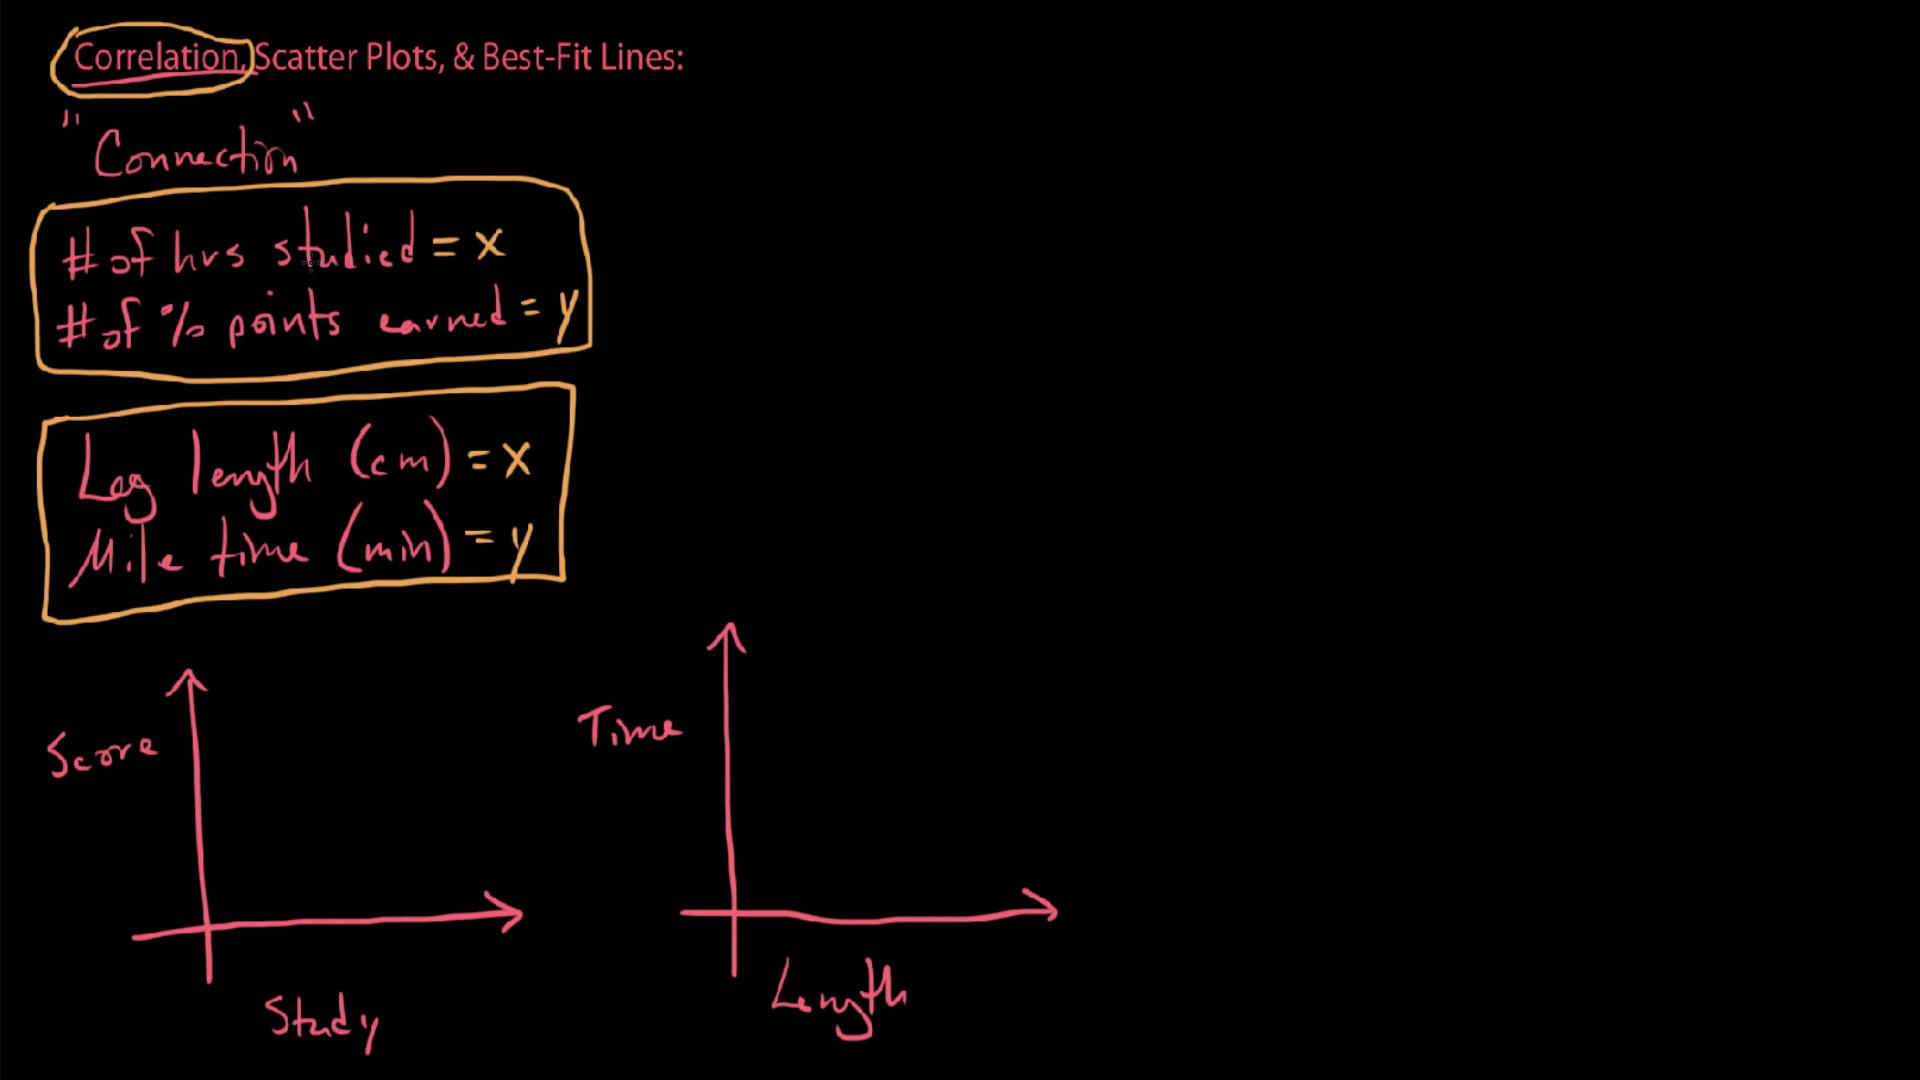 Correlation, Scatter Plots, & Best-Fit Lines:
"Connection"
# of hrs studied = x
# of % points earned = y
Leg length (cm) = x
Mile time (min) = y
Score
Study
Time
Length